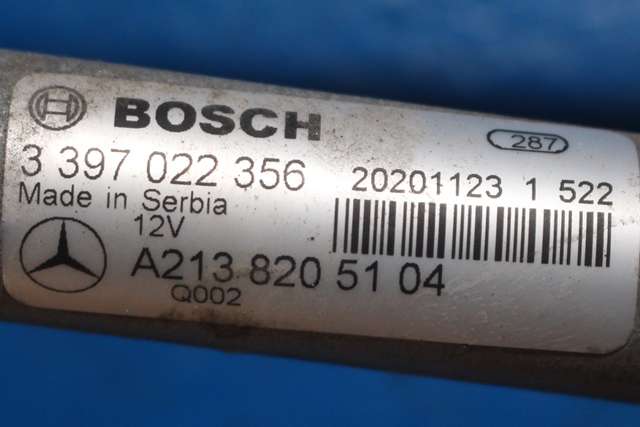 BOSCH
287
3 397 022 356
20201123 1 522
Made in Serbia
12V
A213 820 51 04
Q002